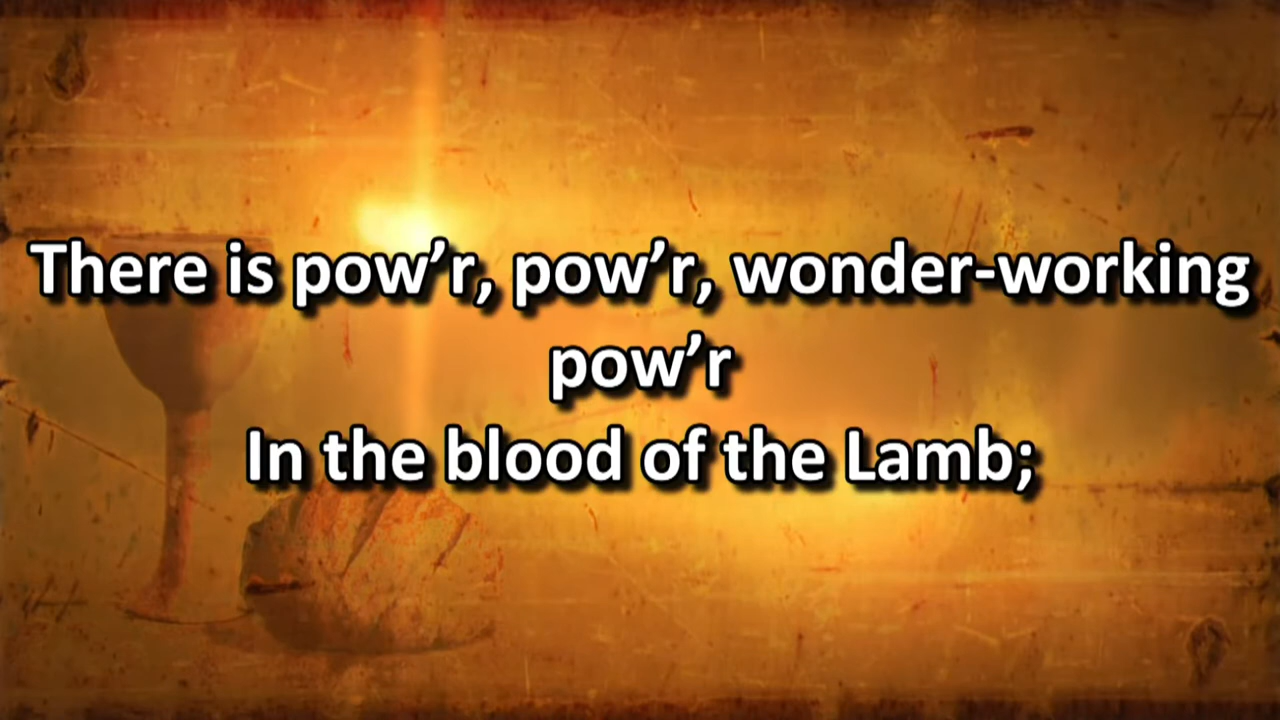 There is pow’r, pow’r, wonder-working
pow’r
In the blood of the Lamb;